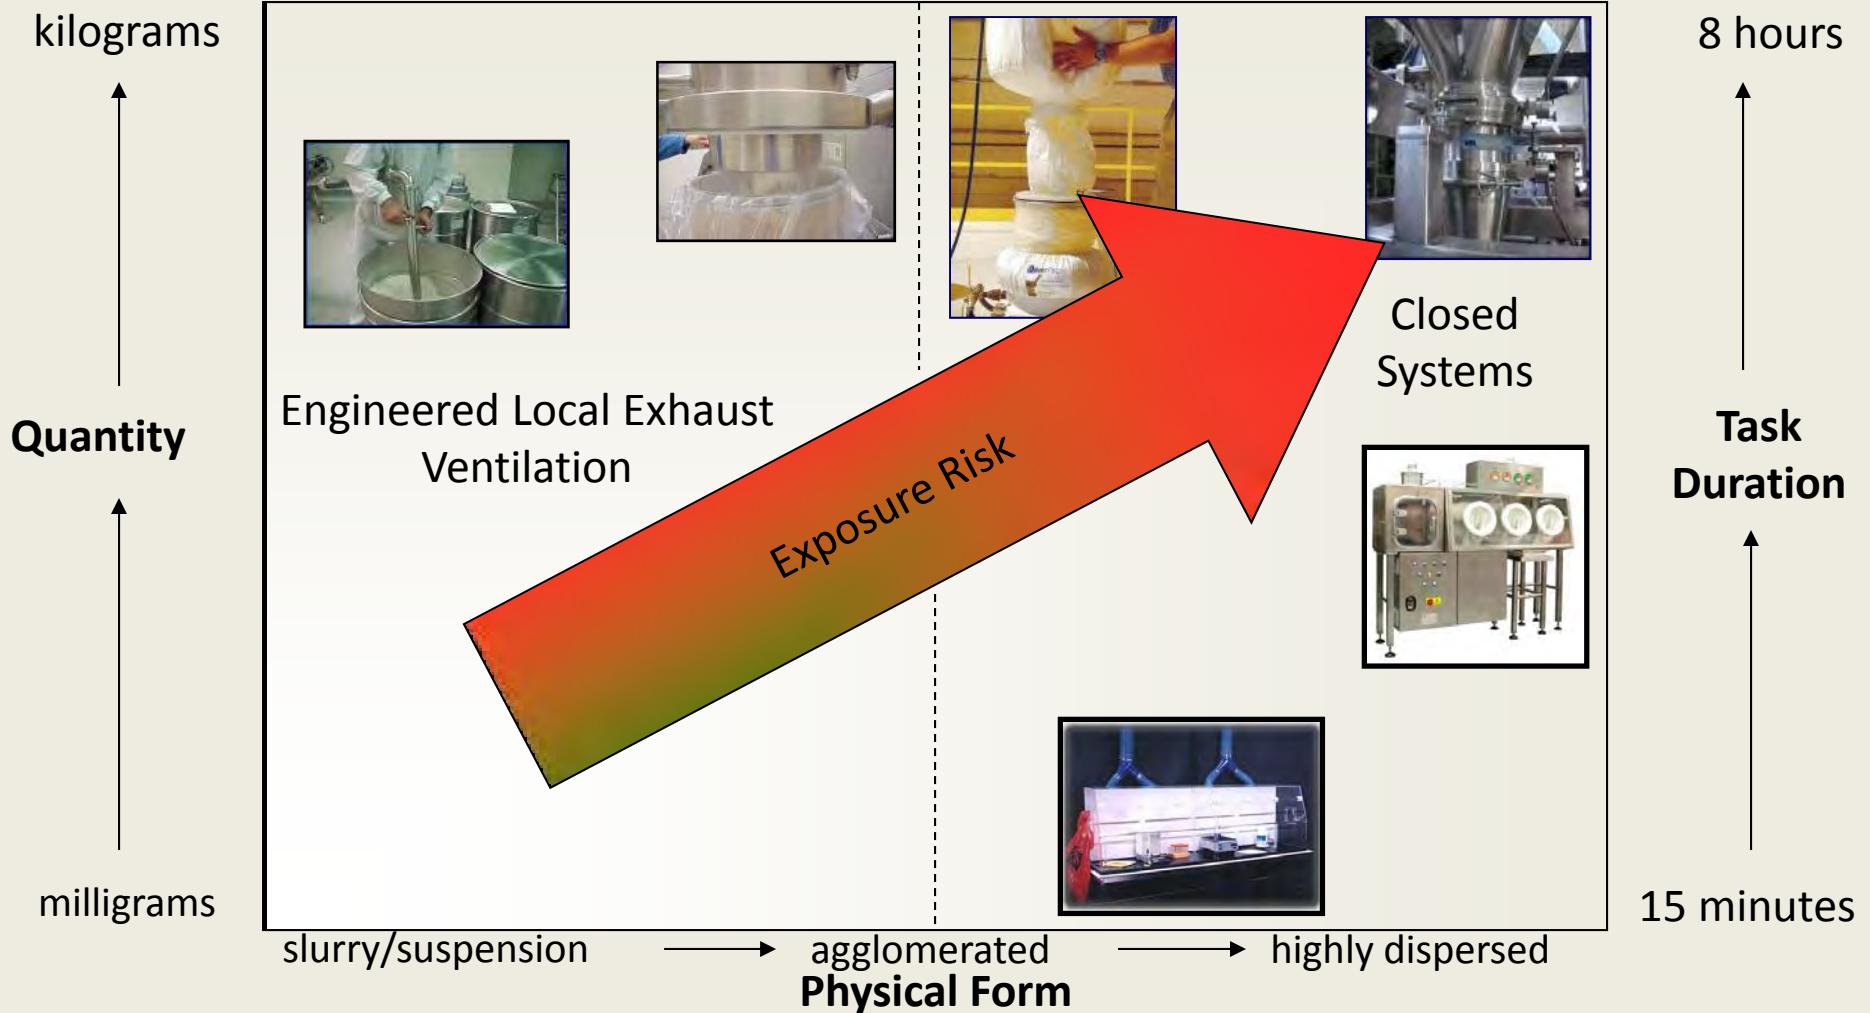 kilograms
8 hours
Closed
Systems
Engineered Local Exhaust
Ventilation
Quantity
Task
Duration
Exposure Risk
milligrams
15 minutes
slurry/suspension
agglomerated
highly dispersed
Physical Form